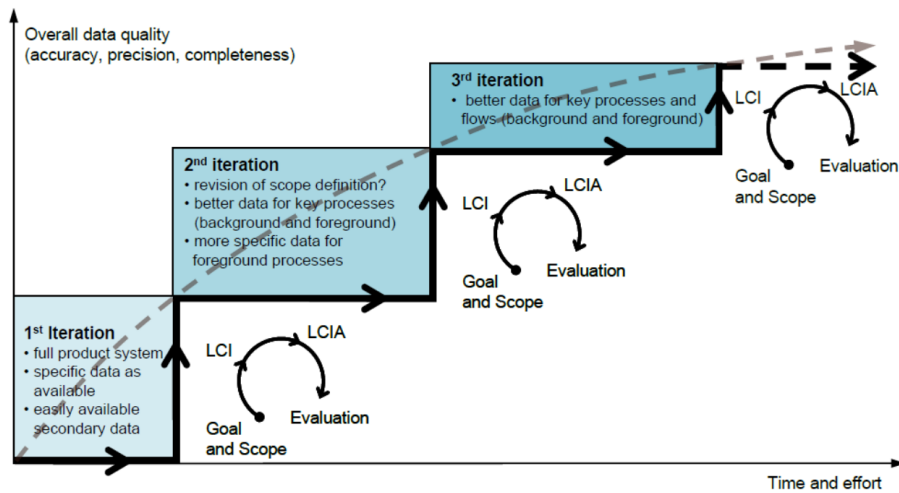 Overall data quality
(accuracy, precision, completeness)
3rd iteration
• better data for key processes and
flows (background and foreground)
LCI
LCIA
Goal
and Scope
Evaluation
2nd iteration
• revision of scope definition?
• better data for key processes
(background and foreground)
• more specific data for
foreground processes
LCI
LCIA
Goal
and Scope
Evaluation
1st Iteration
• full product system
• specific data as
available
• easily available
secondary data
LCI
LCIA
Goal
and Scope
Evaluation
Time and effort